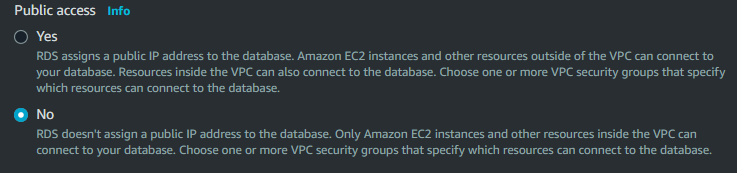 Public access Info
Yes
RDS assigns a public IP address to the database. Amazon EC2 instances and other resources outside of the VPC can connect to
your database. Resources inside the VPC can also connect to the database. Choose one or more VPC security groups that specify
which resources can connect to the database.
No
RDS doesn't assign a public IP address to the database. Only Amazon EC2 instances and other resources inside the VPC can
connect to your database. Choose one or more VPC security groups that specify which resources can connect to the database.